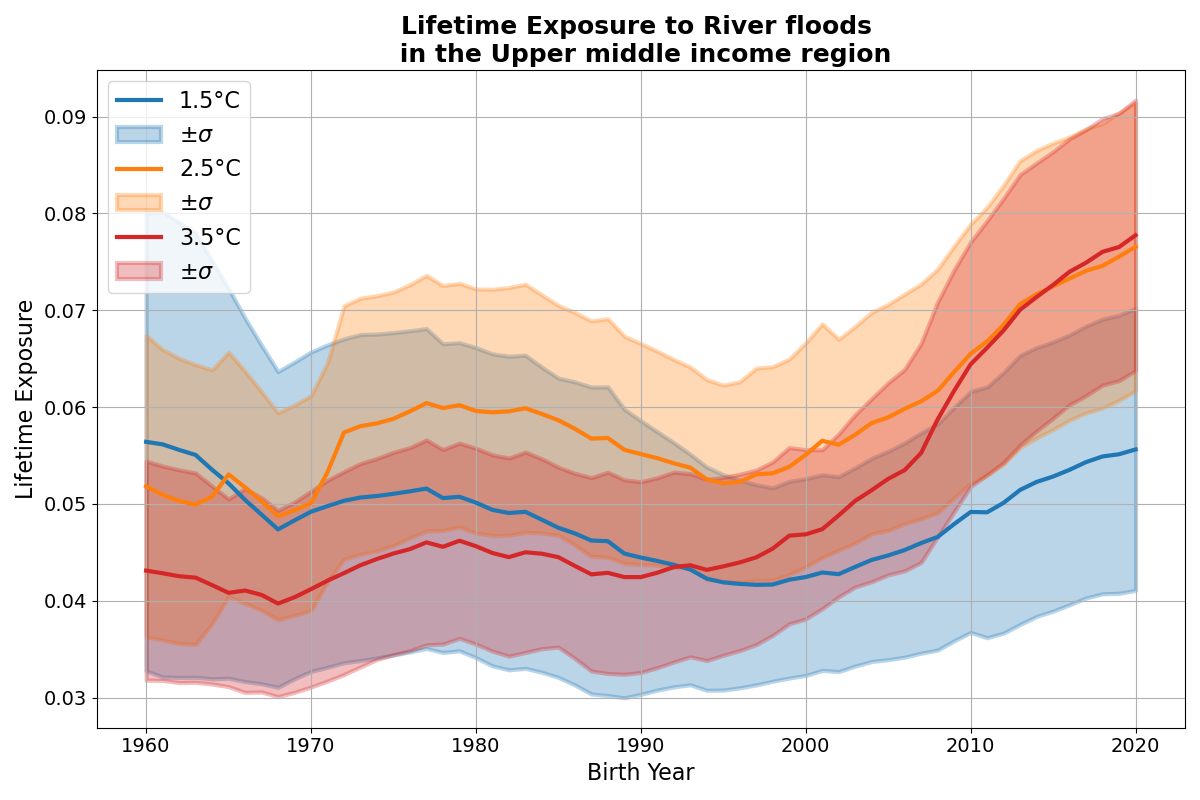 Lifetime Exposure to River floods
in the Upper middle income region
1.5°C
±σ
2.5°C
±σ
3.5°C
±σ
Lifetime Exposure
0.09
0.08
0.07
0.06
0.05
0.04
0.03
1960 1970 1980 1990 2000 2010 2020
Birth Year